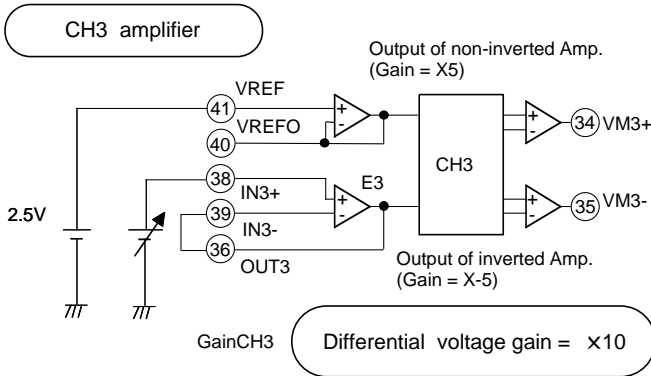 CH3 amplifier
Output of non-inverted Amp.
(Gain = X5)
41 VREF
+
-
40 VREFO
34 VM3+
+
-
CH3
38 IN3+
E3
+
-
39 IN3-
35 VM3-
+
-
36 OUT3
2.5V
Output of inverted Amp.
(Gain = X-5)
GainCH3
Differential voltage gain = ×10